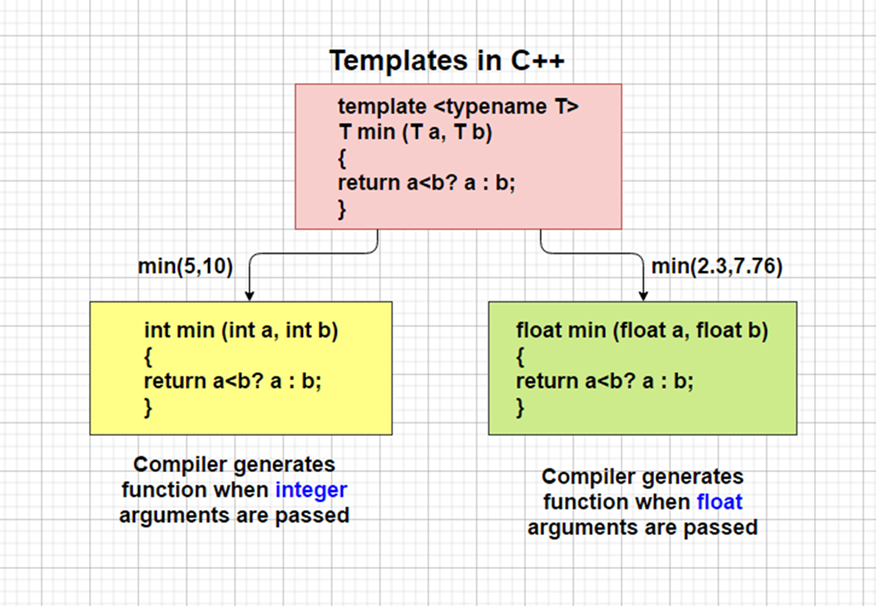 Templates in C++
template <typename T>
T min (T a, T b)
{
return a<b? a : b;
}
min(5,10)
min(2.3,7.76)
int min (int a, int b)
{
return a<b? a : b;
}
float min (float a, float b)
{
return a<b? a : b;
}
Compiler generates
function when integer
arguments are passed
Compiler generates
function when float
arguments are passed